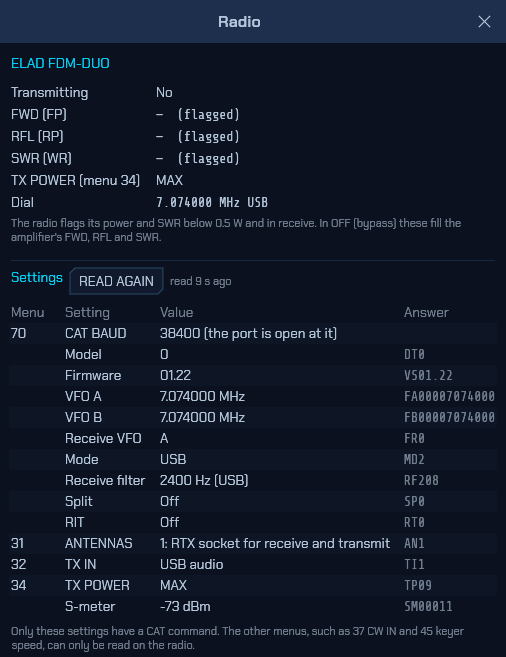 Radio
ELAD FDM-DUO
Transmitting No
FWD (FP) – (flagged)
RFL (RP) – (flagged)
SWR (WR) – (flagged)
TX POWER (menu 34) MAX
Dial 7.074000 MHz USB
The radio flags its power and SWR below 0.5 W and in receive. In OFF (bypass) these fill the
amplifier's FWD, RFL and SWR.
Settings READ AGAIN read 9 s ago
Menu Setting Value Answer
70 CAT BAUD 38400 (the port is open at it)
Model 0 DT0
Firmware 01.22 VS01.22
VFO A 7.074000 MHz FA00007074000
VFO B 7.074000 MHz FB00007074000
Receive VFO A FR0
Mode USB MD2
Receive filter 2400 Hz (USB) RF208
Split Off SP0
RIT Off RT0
31 ANTENNAS 1: RTX socket for receive and transmit AN1
32 TX IN USB audio TI1
34 TX POWER MAX TP09
S-meter -73 dBm SM00011
Only these settings have a CAT command. The other menus, such as 37 CW IN and 45 keyer
speed, can only be read on the radio.